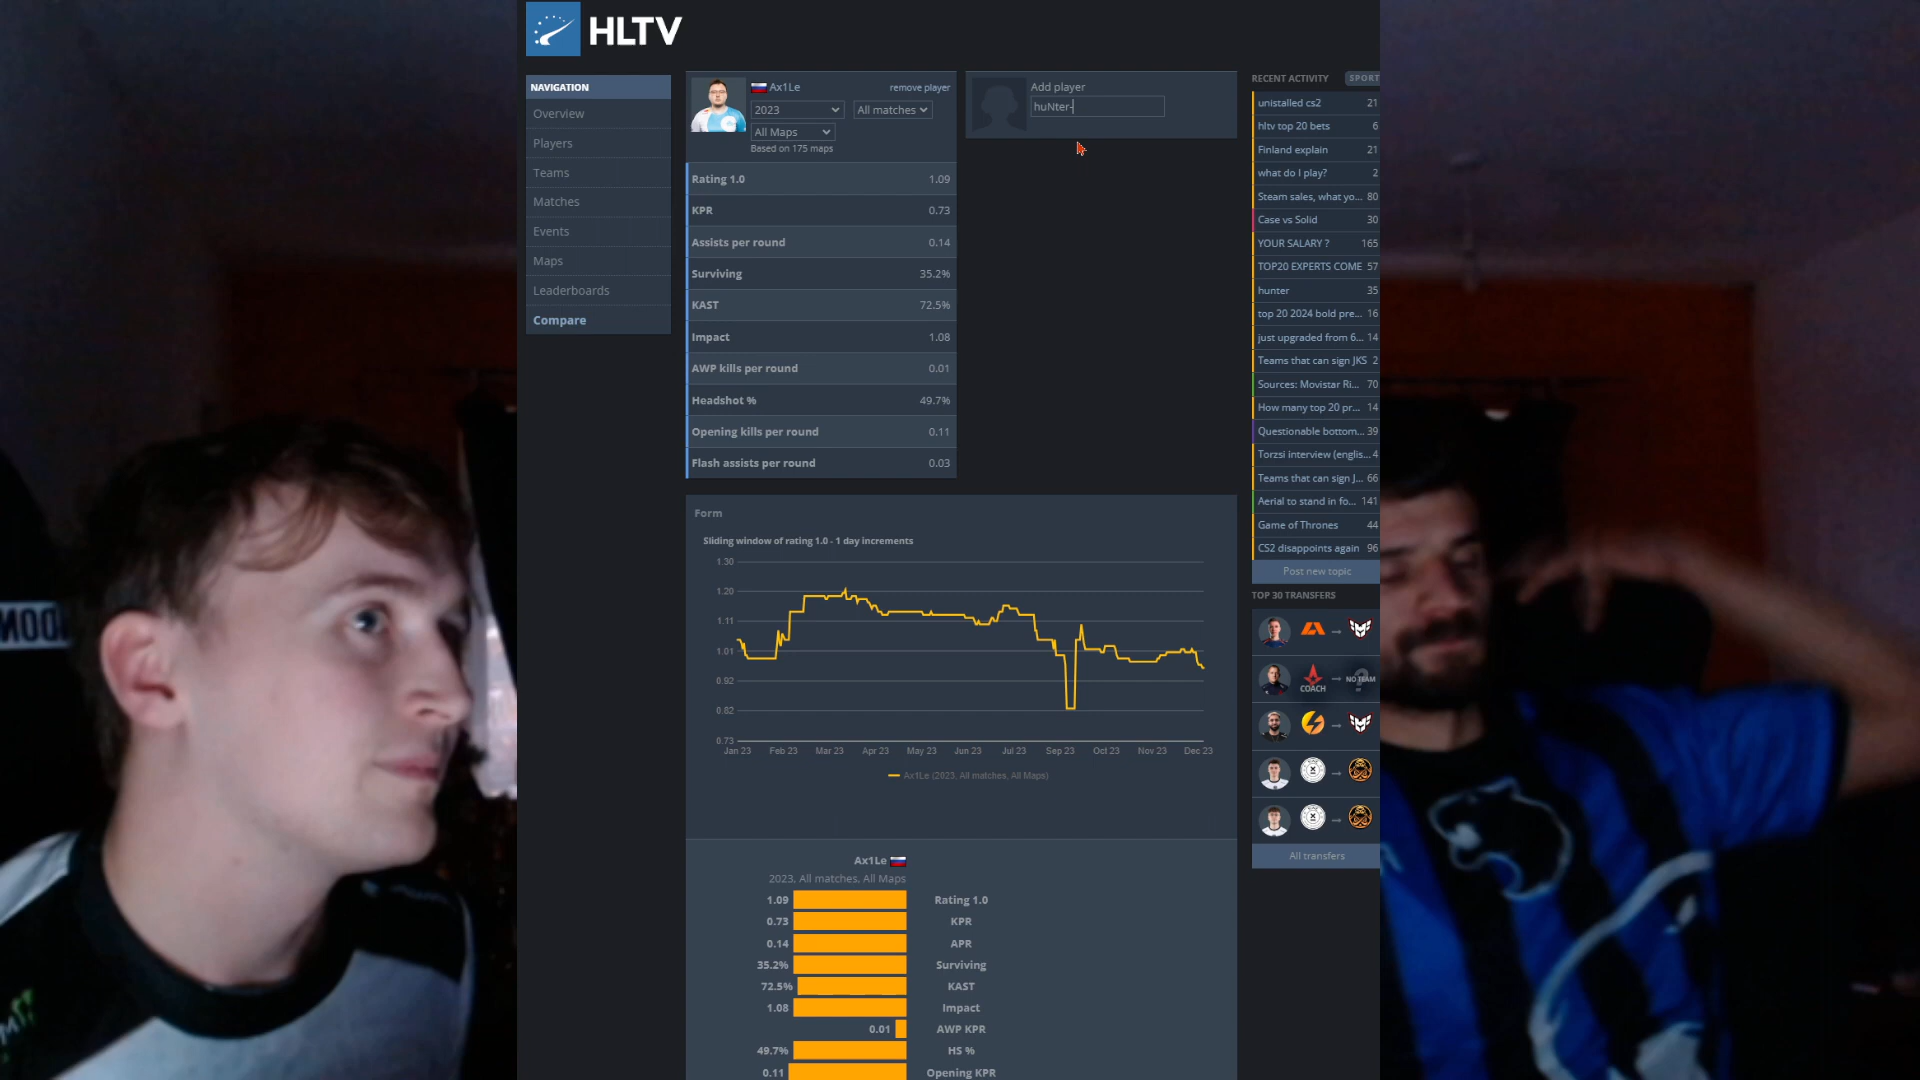 HLTV
NAVIGATION
Overview
Players
Teams
Matches
Events
Maps
Leaderboards
Compare
Ax1Le
remove player
2023
All matches
All Maps
Based on 175 maps
Rating 1.0 1.09
KPR 0.73
Assists per round 0.14
Surviving 35.2%
KAST 72.5%
Impact 1.08
AWP kills per round 0.01
Headshot % 49.7%
Opening kills per round 0.11
Flash assists per round 0.03
Add player
huNter-
Form
Sliding window of rating 1.0 - 1 day increments
1.30
1.20
1.11
1.01
0.92
0.82
0.73
Jan 23 Feb 23 Mar 23 Apr 23 May 23 Jun 23 Jul 23 Sep 23 Oct 23 Nov 23 Dec 23
Ax1Le (2023, All matches, All Maps)
Ax1Le
2023, All matches, All Maps
1.09 Rating 1.0
0.73 KPR
0.14 APR
35.2% Surviving
72.5% KAST
1.08 Impact
0.01 AWP KPR
49.7% HS %
0.11 Opening KPR
RECENT ACTIVITY SPORT
unistalled cs2 21
hltv top 20 bets 6
Finland explain 21
what do I play? 2
Steam sales, what yo... 80
Case vs Solid 30
YOUR SALARY ? 165
TOP20 EXPERTS COME 57
hunter 35
top 20 2024 bold pre... 16
just upgraded from 6... 14
Teams that can sign JKS 2
Sources: Movistar Ri... 70
How many top 20 pr... 14
Questionable bottom... 39
Torzsi interview (englis... 4
Teams that can sign J... 66
Aerial to stand in fo... 141
Game of Thrones 44
CS2 disappoints again 96
Post new topic
TOP 30 TRANSFERS
COACH
NO TEAM
All transfers